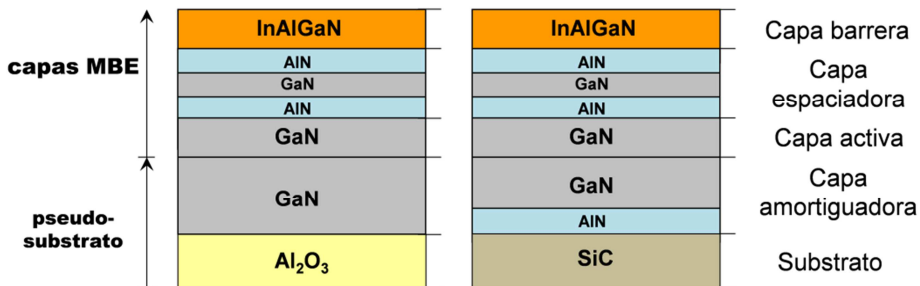 capas MBE
pseudo-
substrato
InAlGaN
AlN
GaN
AlN
GaN
GaN
Al₂O₃
InAlGaN
AlN
GaN
AlN
GaN
GaN
AlN
SiC
Capa barrera
Capa
espaciadora
Capa activa
Capa
amortiguadora
Substrato